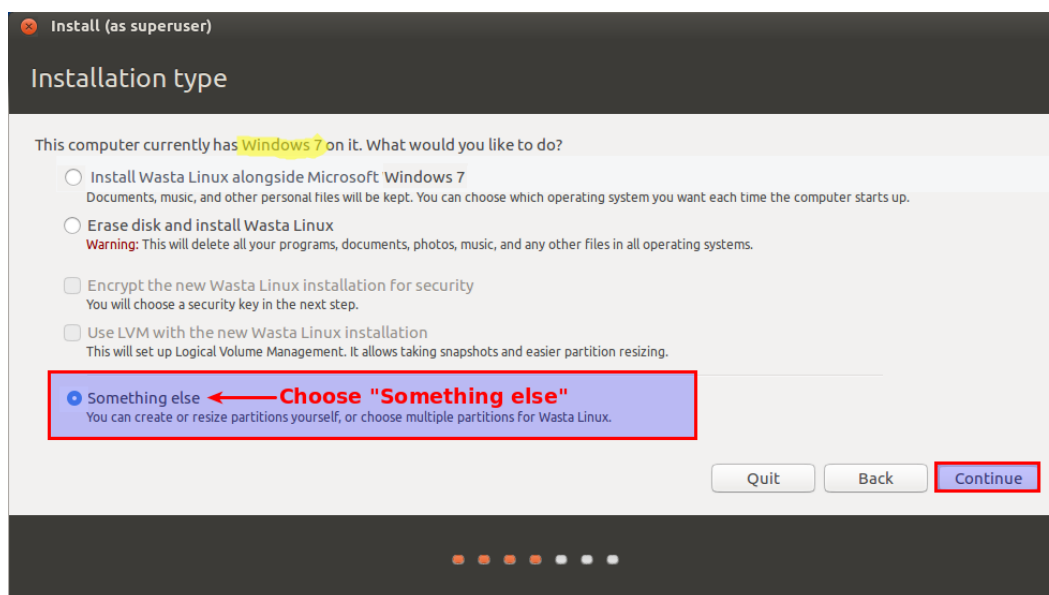 Install (as superuser)
Installation type
This computer currently has Windows 7 on it. What would you like to do?
Install Wasta Linux alongside Microsoft Windows 7
Documents, music, and other personal files will be kept. You can choose which operating system you want each time the computer starts up.
Erase disk and install Wasta Linux
Warning: This will delete all your programs, documents, photos, music, and any other files in all operating systems.
Encrypt the new Wasta Linux installation for security
You will choose a security key in the next step.
Use LVM with the new Wasta Linux installation
This will set up Logical Volume Management. It allows taking snapshots and easier partition resizing.
Something else Choose "Something else"
You can create or resize partitions yourself, or choose multiple partitions for Wasta Linux.
Quit Back Continue